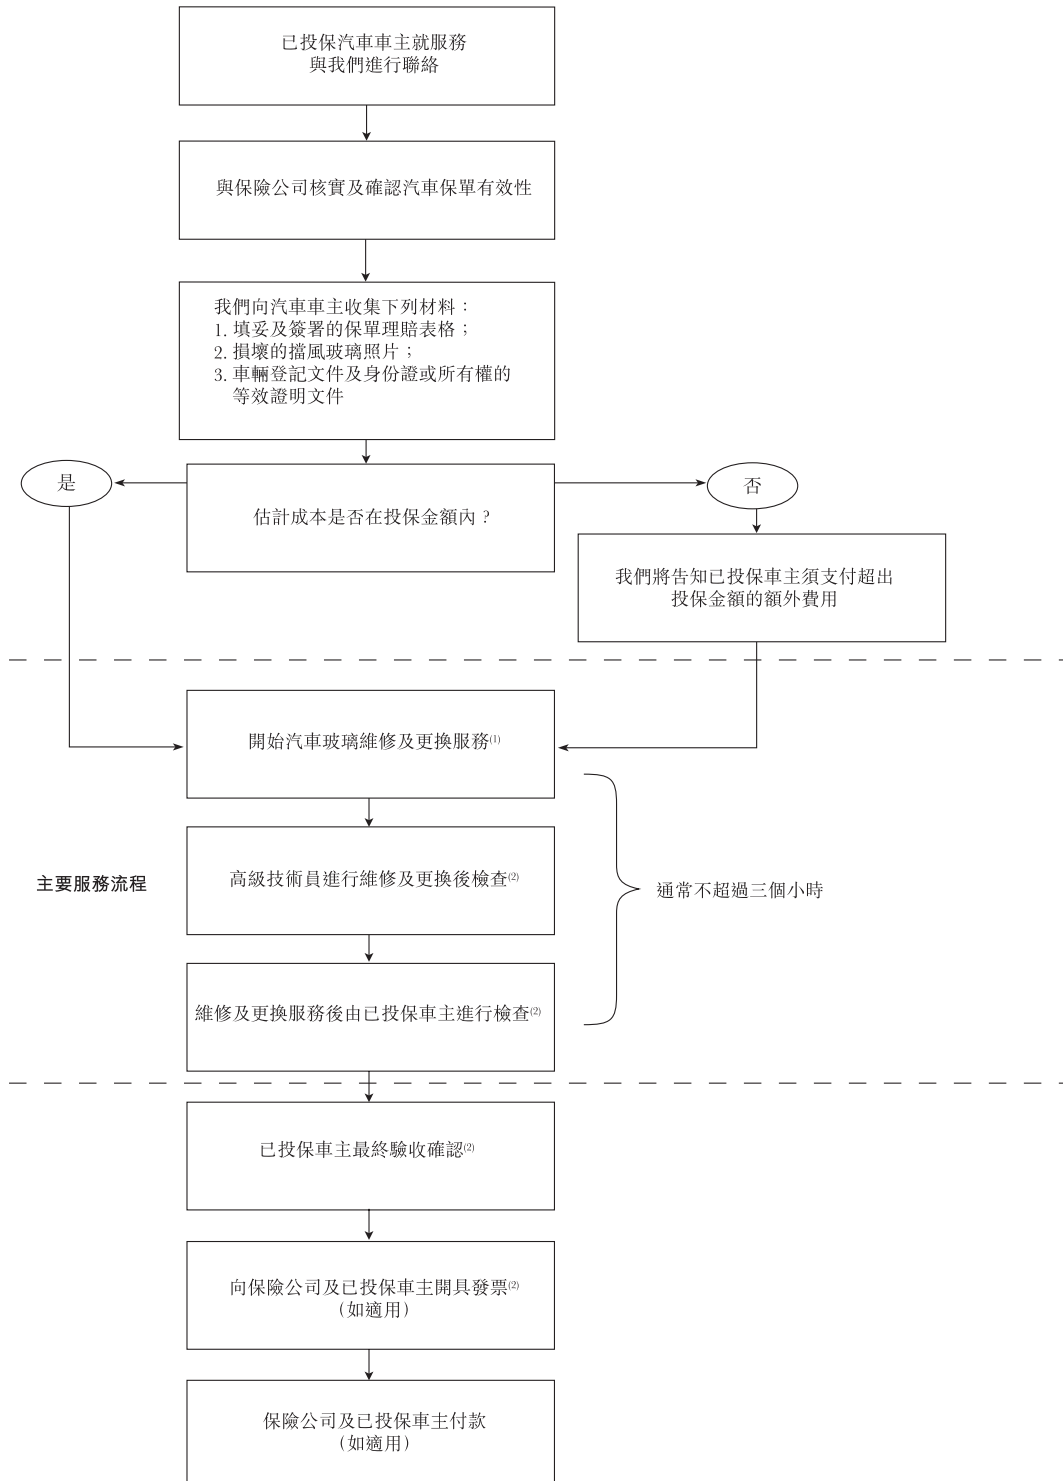 已投保汽車車主就服務
與我們進行聯絡
與保險公司核實及確認汽車保單有效性
我們向汽車車主收集下列材料：
1. 填妥及簽署的保單理賠表格；
2. 損壞的擋風玻璃照片；
3. 車輛登記文件及身份證或所有權的
等效證明文件
是
估計成本是否在投保金額內？
否
我們將告知已投保車主須支付超出
投保金額的額外費用
開始汽車玻璃維修及更換服務(1)
主要服務流程
高級技術員進行維修及更換後檢查(2)
通常不超過三個小時
維修及更換服務後由已投保車主進行檢查(2)
已投保車主最終驗收確認(2)
向保險公司及已投保車主開具發票(2)
（如適用）
保險公司及已投保車主付款
（如適用）